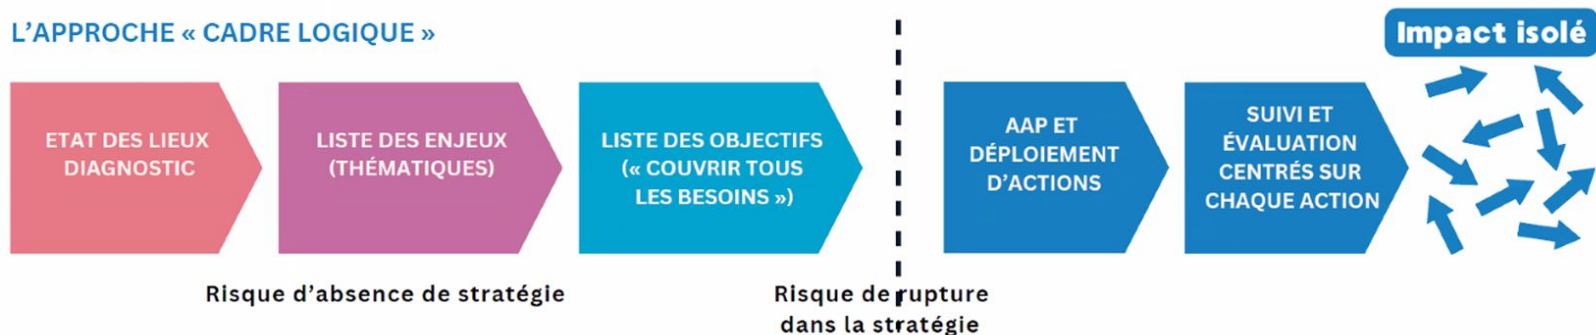 L’APPROCHE « CADRE LOGIQUE »
Impact isolé
ETAT DES LIEUX
DIAGNOSTIC
LISTE DES ENJEUX
(THÉMATIQUES)
LISTE DES OBJECTIFS
(« COUVRIR TOUS
LES BESOINS »)
AAP ET
DÉPLOIEMENT
D’ACTIONS
SUIVI ET
ÉVALUATION
CENTRÉS SUR
CHAQUE ACTION
Risque d’absence de stratégie
Risque de rupture
dans la stratégie